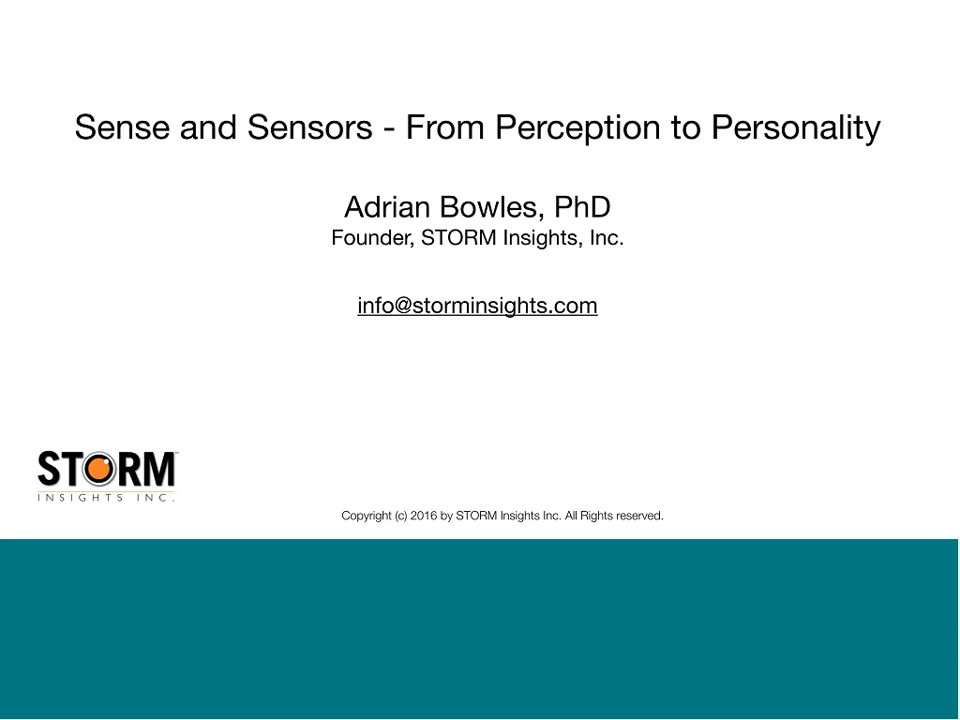 Sense and Sensors - From Perception to Personality
Adrian Bowles, PhD
Founder, STORM Insights, Inc.
info@storminsights.com
STORM™
INSIGHTS INC.
Copyright (c) 2016 by STORM Insights Inc. All Rights reserved.